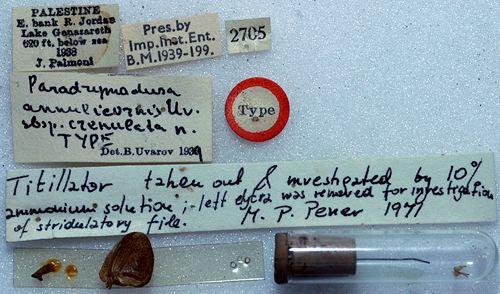 PALESTINE
E. bank R. Jordan
Lake Genazareth
620 ft. below sea
1938
J. Palmoni
Pres. by
Imp. Inst. Ent.
B.M. 1939-199.
2705
Paradrymadusa
annulicornis Uv.
sbsp. crenulata n.
TYPE
Det. B. Uvarov 1939
Type
Titillator taken out & investigated by 10%
ammonium solution; - left elytra was removed for investigation
of stridulatory file. M. P. Pener 1971